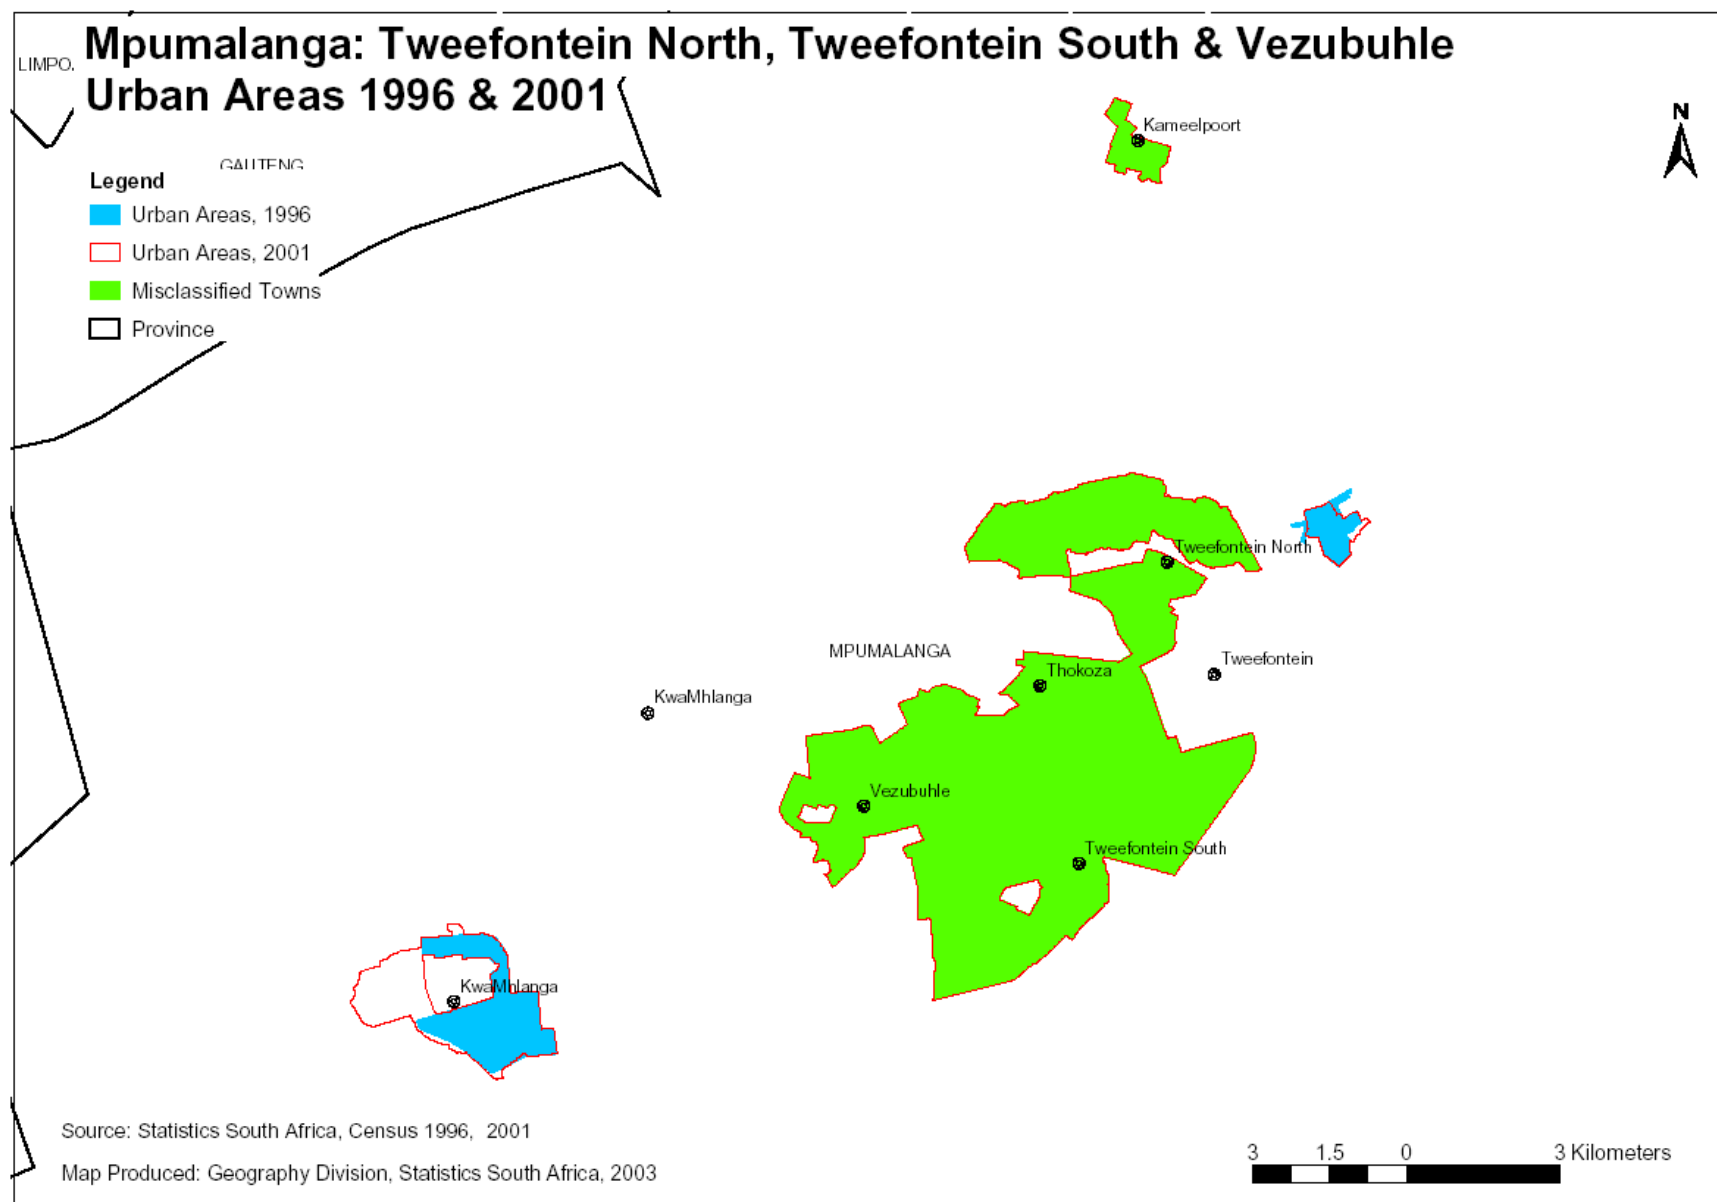 Mpumalanga: Tweefontein North, Tweefontein South & Vezubuhle
Urban Areas 1996 & 2001
LIMPO.
GAUTENG
Legend
Urban Areas, 1996
Urban Areas, 2001
Misclassified Towns
Province
N
Kameelpoort
Tweefontein North
MPUMALANGA
Tweefontein
Thokoza
KwaMhlanga
Vezubuhle
Tweefontein South
KwaMhlanga
Source: Statistics South Africa, Census 1996, 2001
Map Produced: Geography Division, Statistics South Africa, 2003
3 1.5 0 3 Kilometers